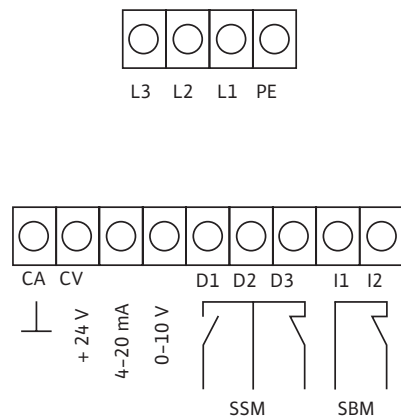 L3 L2 L1 PE
CA CV D1 D2 D3 I1 I2
+ 24 V
4–20 mA
0–10 V
SSM SBM